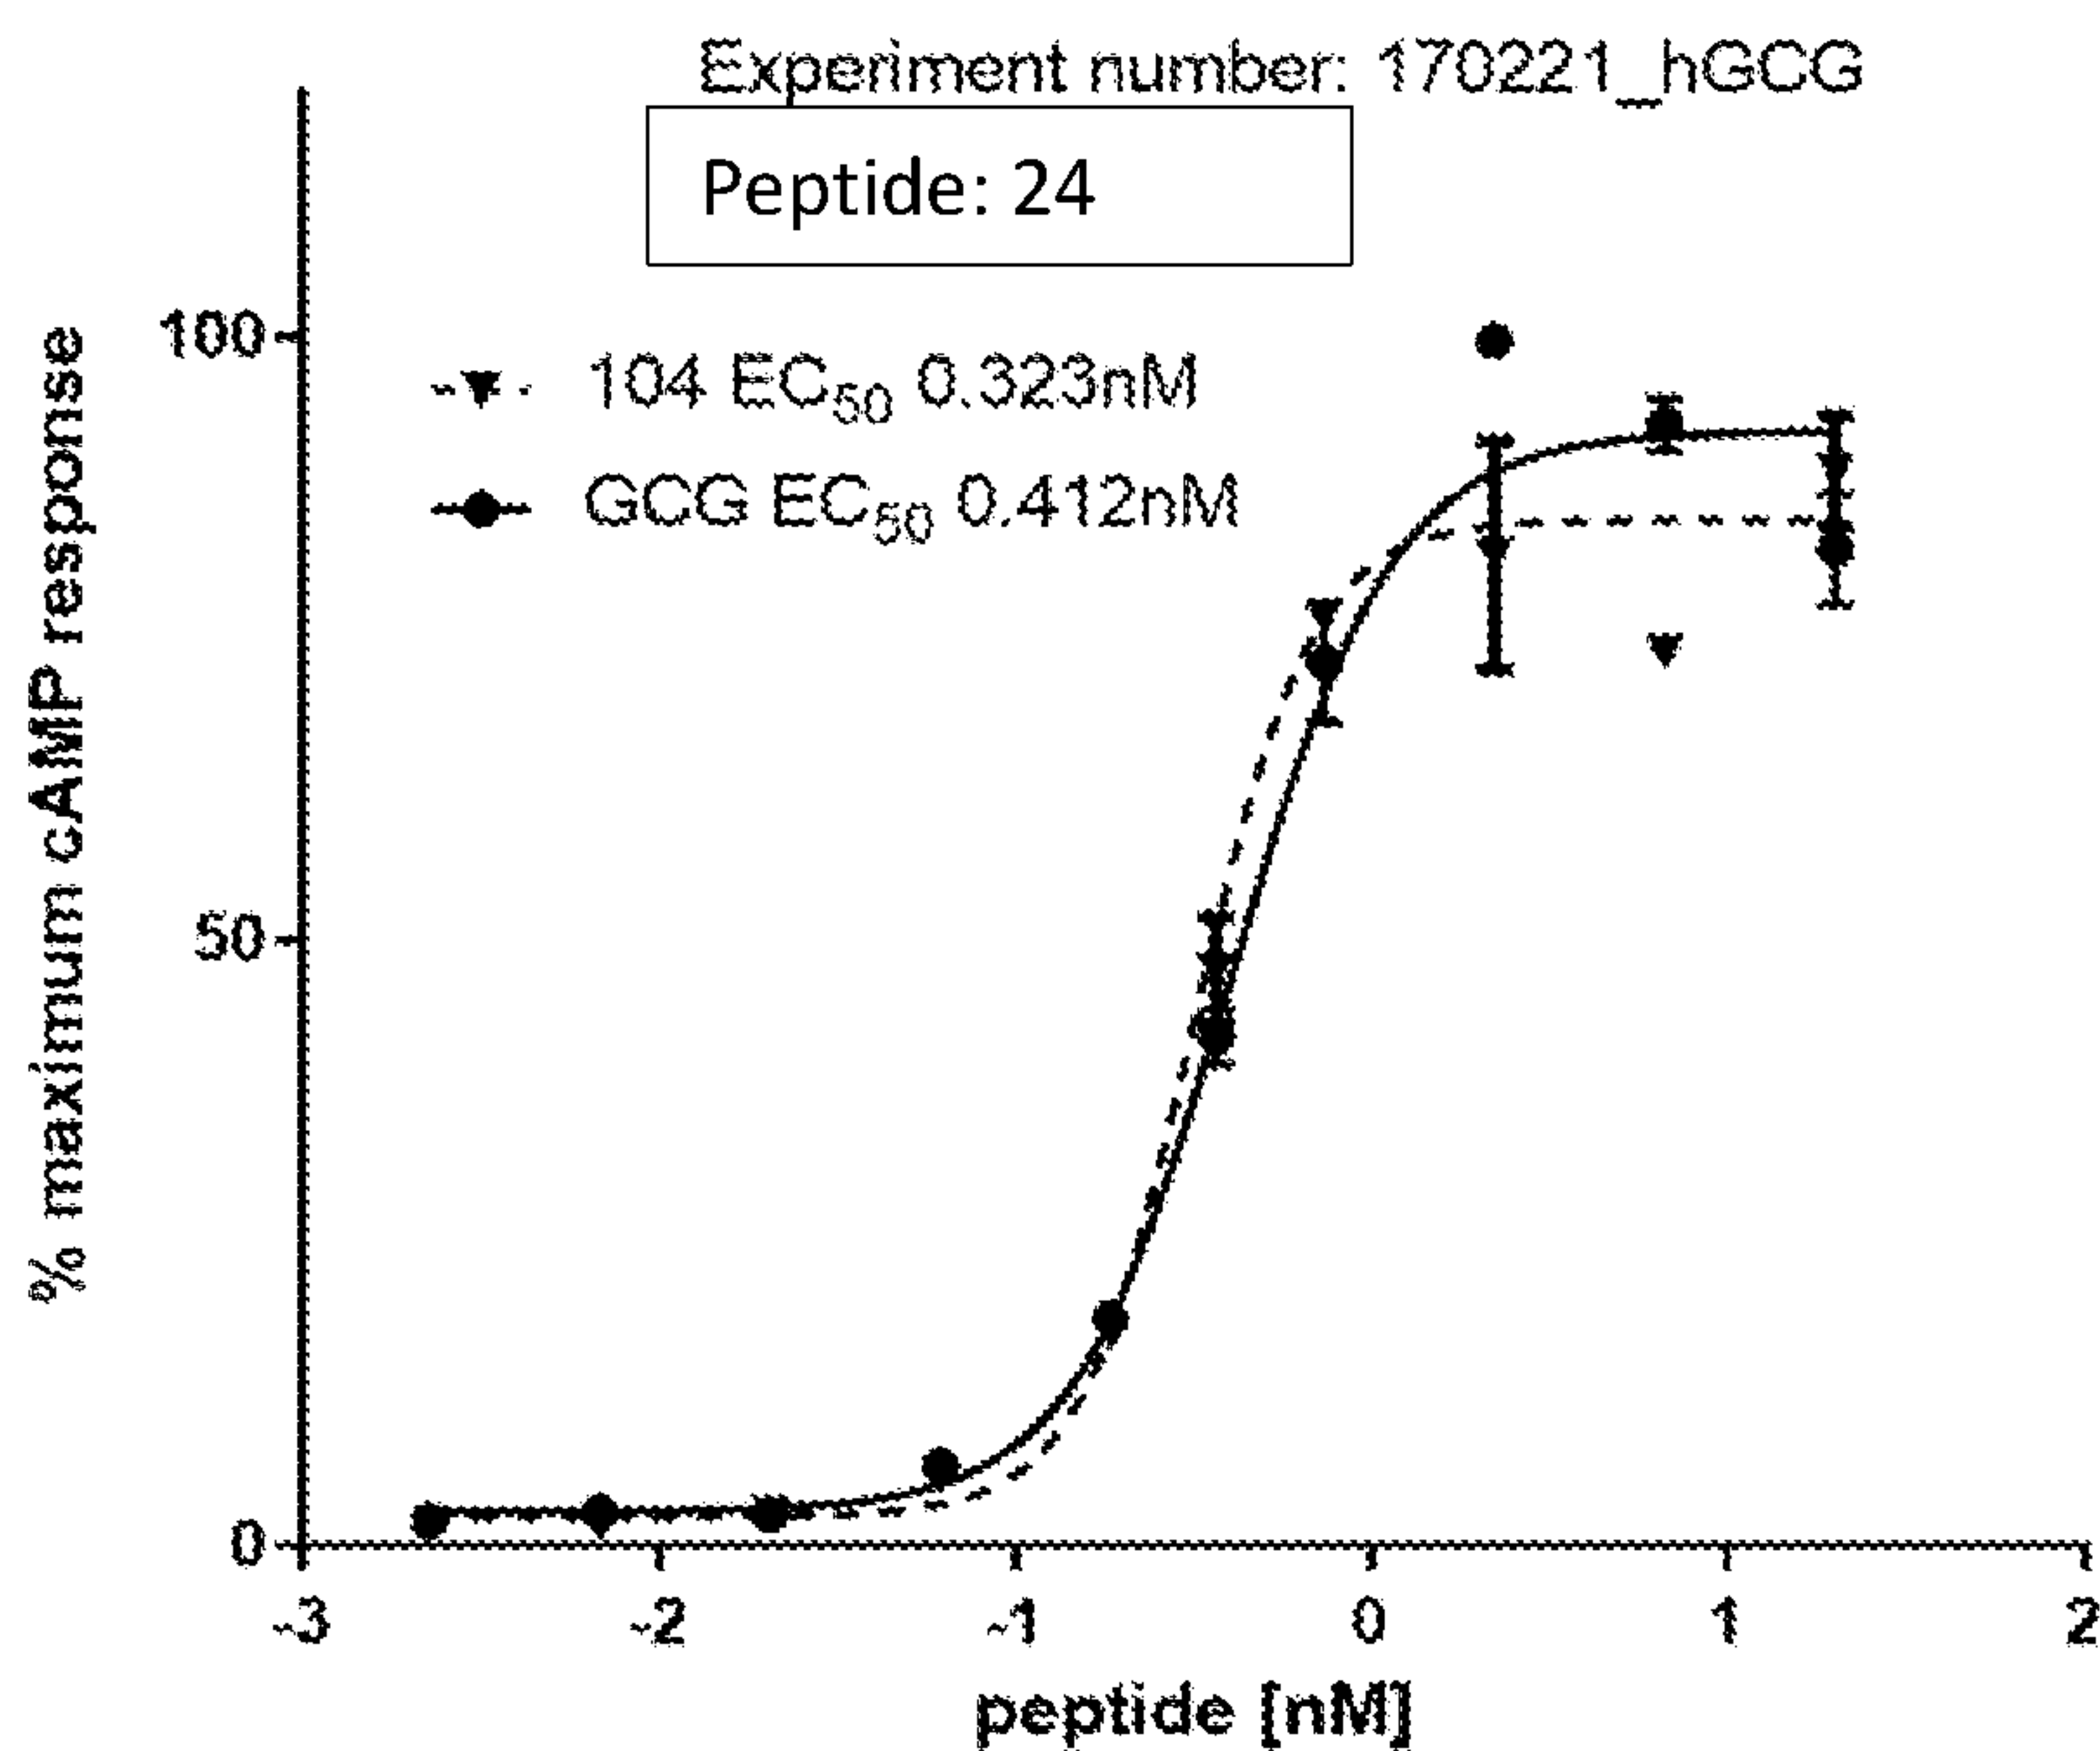 Experiment number: 170221_hGCG
Peptide: 24
104 EC50 0.323nM
GCG EC50 0.412nM
% maximum cAMP response
100
50
0
-3
-2
-1
0
1
2
peptide [nM]